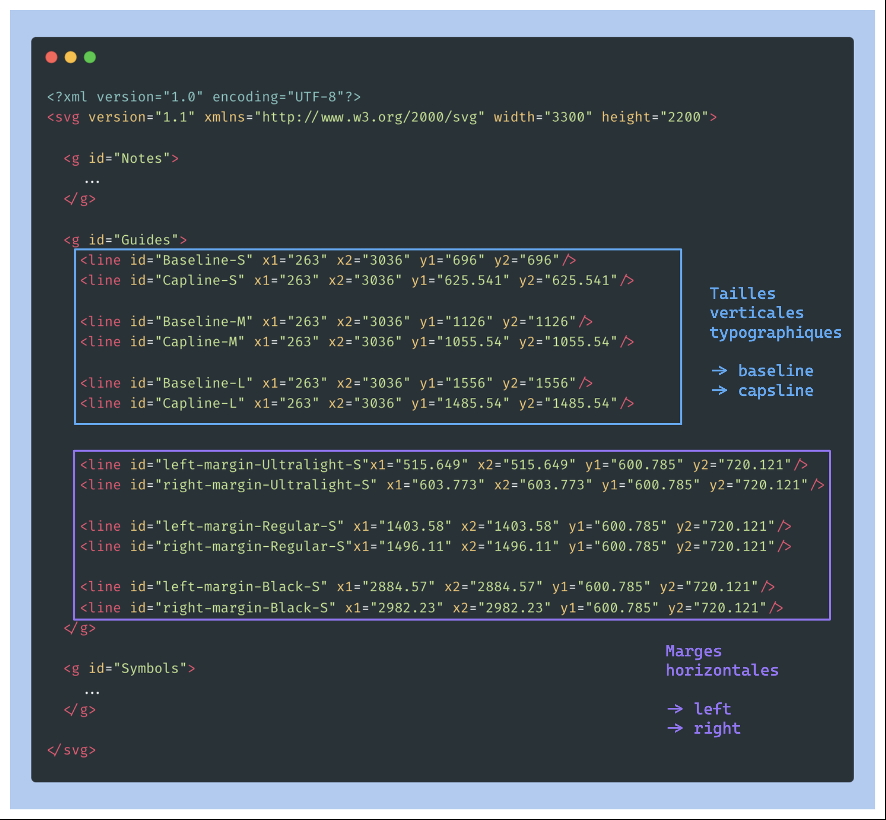 <?xml version="1.0" encoding="UTF-8"?>
<svg version="1.1" xmlns="http://www.w3.org/2000/svg" width="3300" height="2200">
<g id="Notes">
...
</g>
<g id="Guides">
<line id="Baseline-S" x1="263" x2="3036" y1="696" y2="696"/>
<line id="Capline-S" x1="263" x2="3036" y1="625.541" y2="625.541"/>
<line id="Baseline-M" x1="263" x2="3036" y1="1126" y2="1126"/>
<line id="Capline-M" x1="263" x2="3036" y1="1055.54" y2="1055.54"/>
<line id="Baseline-L" x1="263" x2="3036" y1="1556" y2="1556"/>
<line id="Capline-L" x1="263" x2="3036" y1="1485.54" y2="1485.54"/>
Tailles
verticales
typographiques
→ baseline
→ capsline
<line id="left-margin-Ultralight-S"x1="515.649" x2="515.649" y1="600.785" y2="720.121"/>
<line id="right-margin-Ultralight-S" x1="603.773" x2="603.773" y1="600.785" y2="720.121"/>
<line id="left-margin-Regular-S" x1="1403.58" x2="1403.58" y1="600.785" y2="720.121"/>
<line id="right-margin-Regular-S"x1="1496.11" x2="1496.11" y1="600.785" y2="720.121"/>
<line id="left-margin-Black-S" x1="2884.57" x2="2884.57" y1="600.785" y2="720.121"/>
<line id="right-margin-Black-S" x1="2982.23" x2="2982.23" y1="600.785" y2="720.121"/>
</g>
Marges
horizontales
→ left
→ right
<g id="Symbols">
...
</g>
</svg>